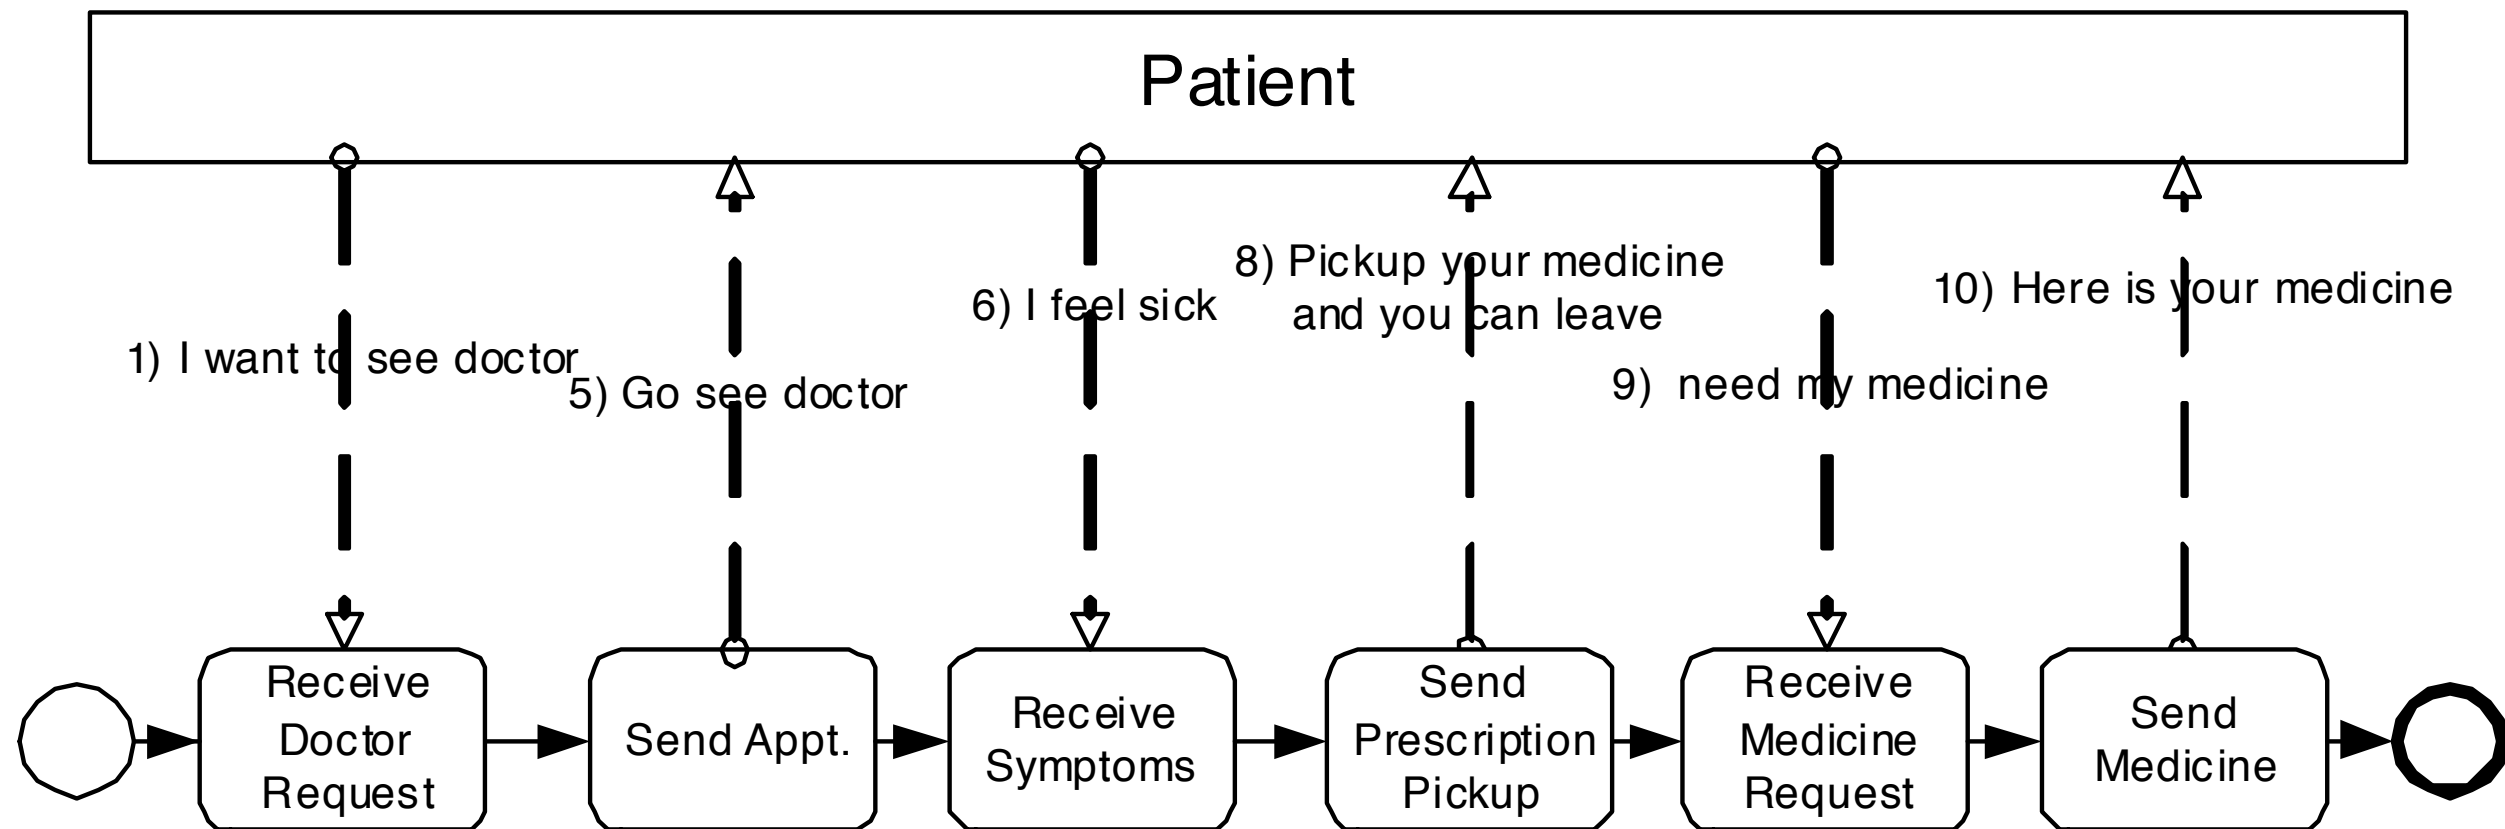 Patient
8) Pickup your medicine
and you can leave
6) I feel sick
10) Here is your medicine
1) I want to see doctor
5) Go see doctor
9) need my medicine
Receive
Doctor
Request
Send Appt.
Receive
Symptoms
Send
Prescription
Pickup
Receive
Medicine
Request
Send
Medicine